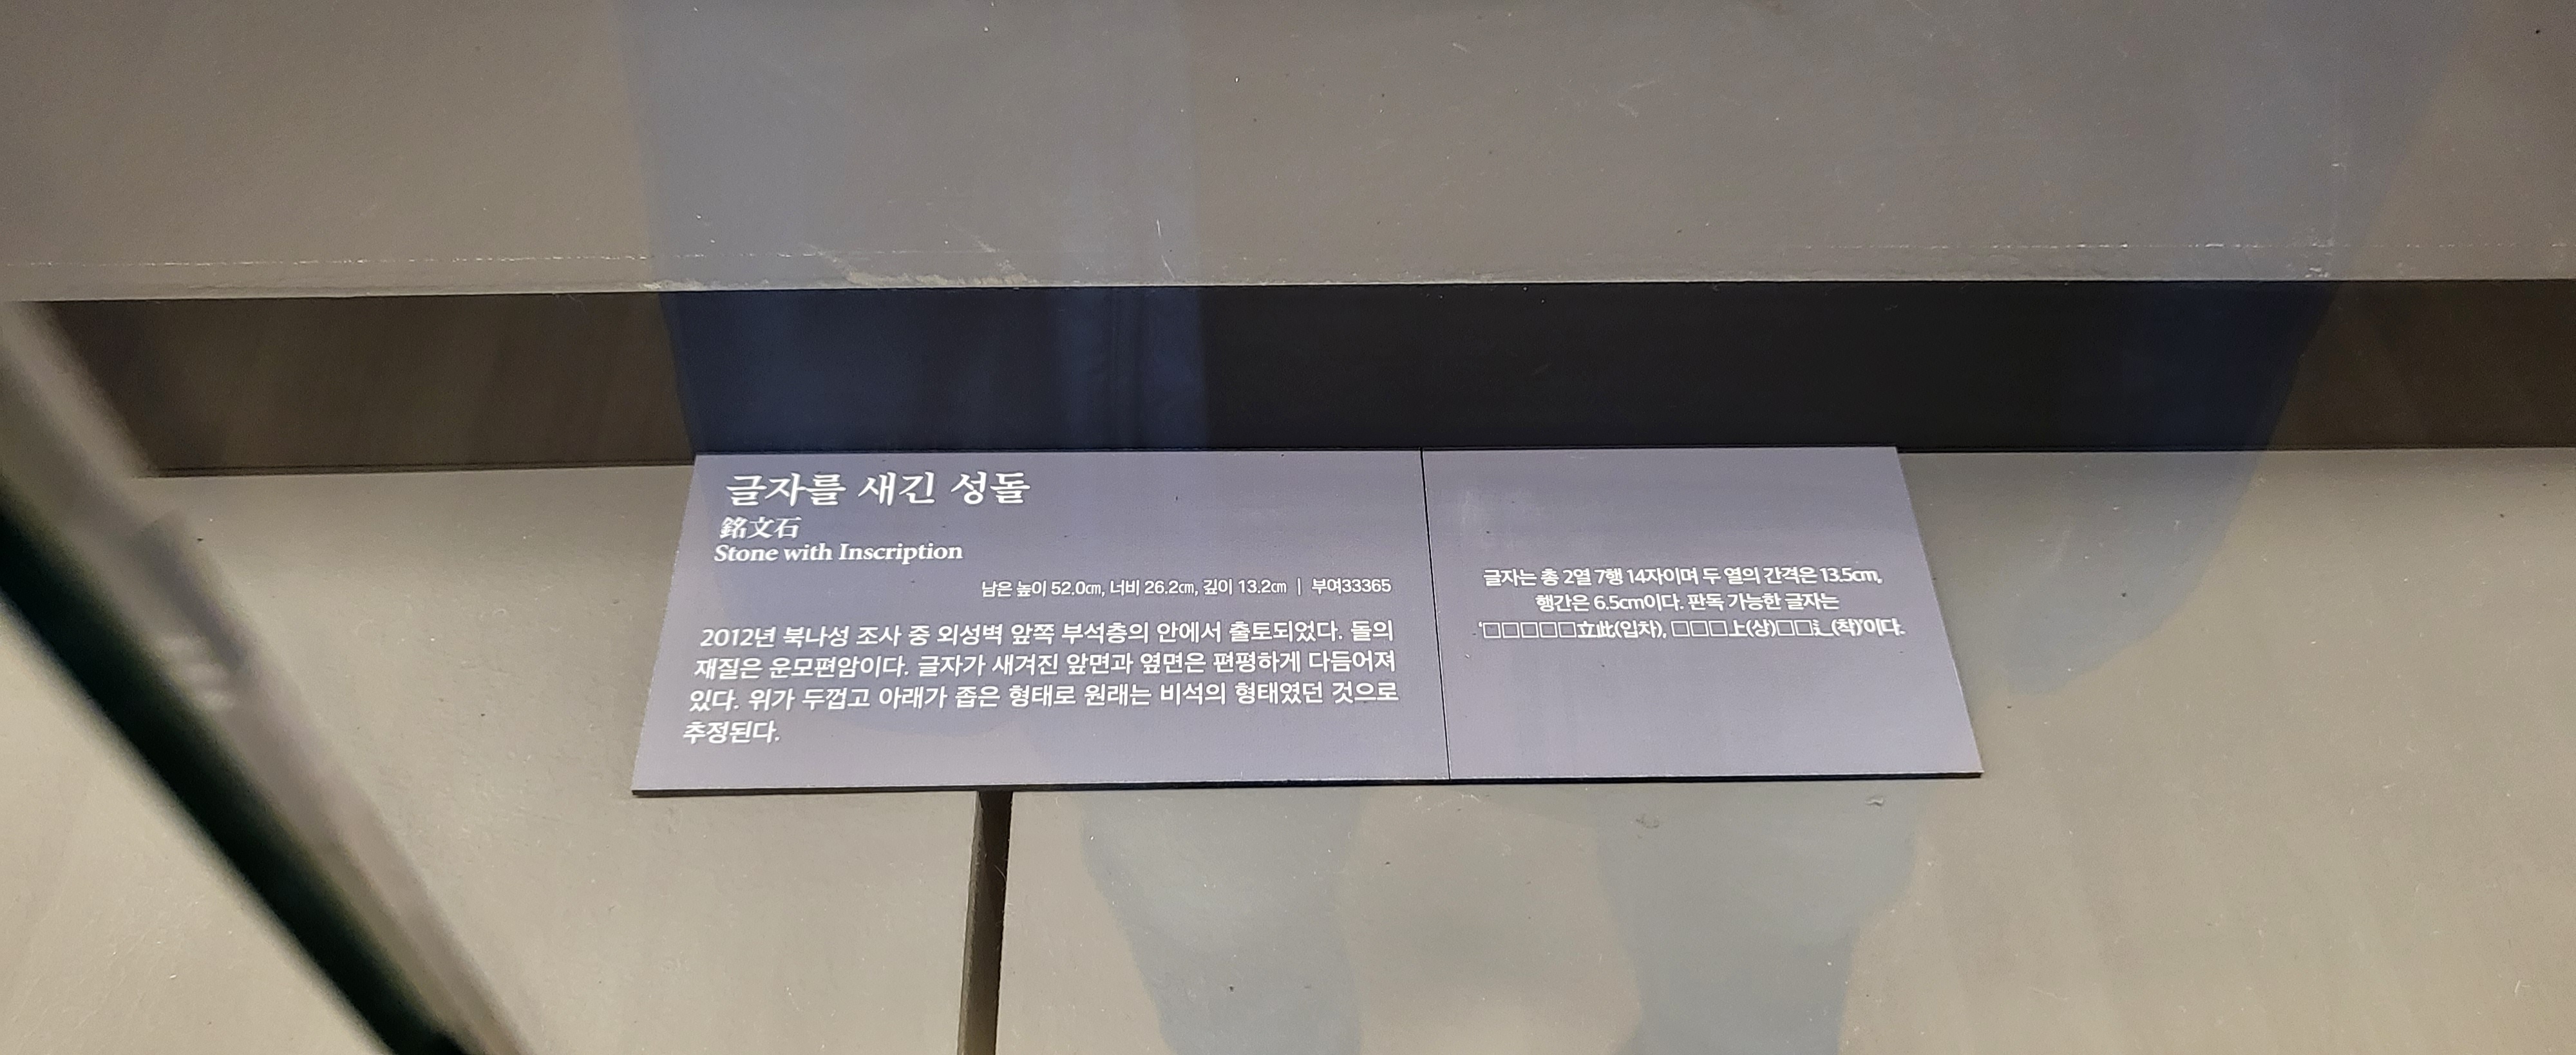 글자를 새긴 성돌
銘文石
Stone with Inscription
남은 높이 52.0㎝, 너비 26.2㎝, 깊이 13.2㎝ | 부여33365
2012년 북나성 조사 중 외성벽 앞쪽 부석층의 안에서 출토되었다. 돌의
재질은 운모편암이다. 글자가 새겨진 앞면과 옆면은 편평하게 다듬어져
있다. 위가 두껍고 아래가 좁은 형태로 원래는 비석의 형태였던 것으로
추정된다.
글자는 총 2열 7행 14자이며 두 열의 간격은 13.5cm,
행간은 6.5cm이다. 판독 가능한 글자는
‘□□□□□立此(입차), □□□上(상)□□辶(착)’이다.